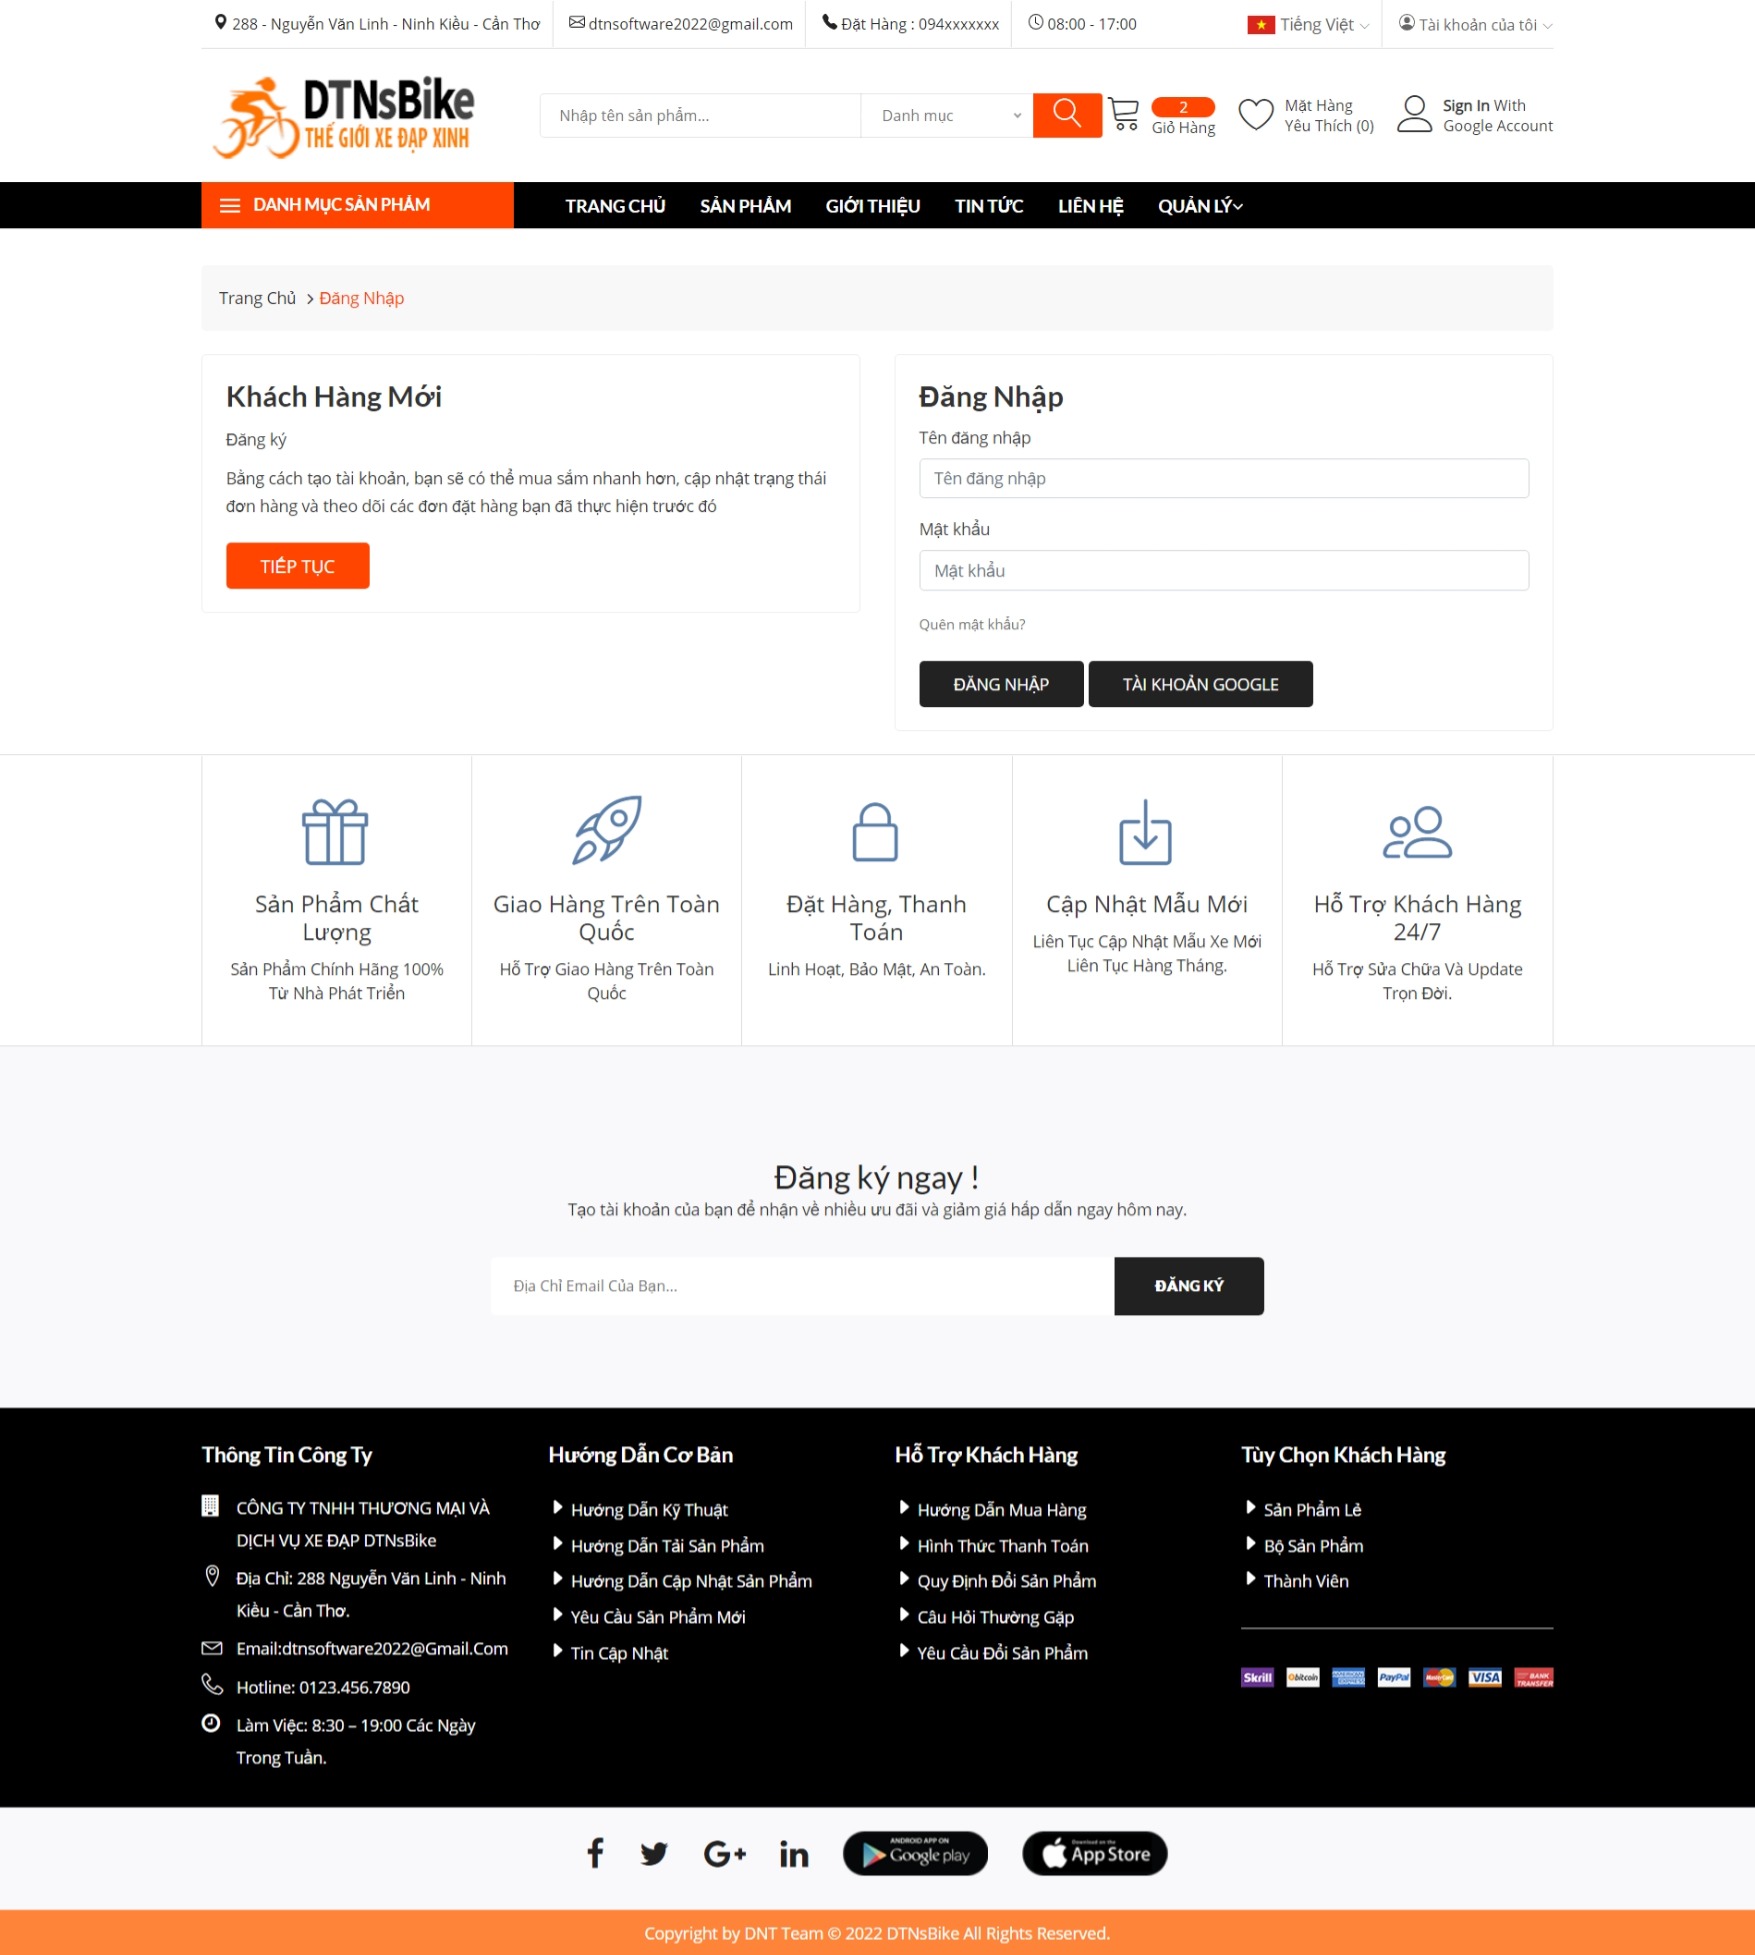 288 - Nguyễn Văn Linh - Ninh Kiều - Cần Thơ
dtnsoftware2022@gmail.com
Đặt Hàng : 094xxxxxxx
08:00 - 17:00
Tiếng Việt
Tài khoản của tôi
DTNsBike
THẾ GIỚI XE ĐẠP XINH
Nhập tên sản phẩm...
Danh mục
2
Giỏ Hàng
Mặt Hàng
Yêu Thích (0)
Sign In With
Google Account
DANH MỤC SẢN PHẨM
TRANG CHỦ
SẢN PHẨM
GIỚI THIỆU
TIN TỨC
LIÊN HỆ
QUẢN LÝ
Trang Chủ > Đăng Nhập
Khách Hàng Mới
Đăng ký
Bằng cách tạo tài khoản, bạn sẽ có thể mua sắm nhanh hơn, cập nhật trạng thái
đơn hàng và theo dõi các đơn đặt hàng bạn đã thực hiện trước đó
TIẾP TỤC
Đăng Nhập
Tên đăng nhập
Tên đăng nhập
Mật khẩu
Mật khẩu
Quên mật khẩu?
ĐĂNG NHẬP
TÀI KHOẢN GOOGLE
Sản Phẩm Chất
Lượng
Sản Phẩm Chính Hãng 100%
Từ Nhà Phát Triển
Giao Hàng Trên Toàn
Quốc
Hỗ Trợ Giao Hàng Trên Toàn
Quốc
Đặt Hàng, Thanh
Toán
Linh Hoạt, Bảo Mật, An Toàn.
Cập Nhật Mẫu Mới
Liên Tục Cập Nhật Mẫu Xe Mới
Liên Tục Hàng Tháng.
Hỗ Trợ Khách Hàng
24/7
Hỗ Trợ Sửa Chữa Và Update
Trọn Đời.
Đăng ký ngay !
Tạo tài khoản của bạn để nhận về nhiều ưu đãi và giảm giá hấp dẫn ngay hôm nay.
Địa Chỉ Email Của Bạn...
ĐĂNG KÝ
Thông Tin Công Ty
CÔNG TY TNHH THƯƠNG MẠI VÀ
DỊCH VỤ XE ĐẠP DTNsBike
Địa Chỉ: 288 Nguyễn Văn Linh - Ninh
Kiều - Cần Thơ.
Email:dtnsoftware2022@Gmail.Com
Hotline: 0123.456.7890
Làm Việc: 8:30 – 19:00 Các Ngày
Trong Tuần.
Hướng Dẫn Cơ Bản
Hướng Dẫn Kỹ Thuật
Hướng Dẫn Tải Sản Phẩm
Hướng Dẫn Cập Nhật Sản Phẩm
Yêu Cầu Sản Phẩm Mới
Tin Cập Nhật
Hỗ Trợ Khách Hàng
Hướng Dẫn Mua Hàng
Hình Thức Thanh Toán
Quy Định Đổi Sản Phẩm
Câu Hỏi Thường Gặp
Yêu Cầu Đổi Sản Phẩm
Tùy Chọn Khách Hàng
Sản Phẩm Lẻ
Bộ Sản Phẩm
Thành Viên
Skrill
bitcoin
AMERICAN EXPRESS
PayPal
MasterCard
VISA
BANK TRANSFER
ANDROID APP ON
Google play
Download on the
App Store
Copyright by DNT Team © 2022 DTNsBike All Rights Reserved.